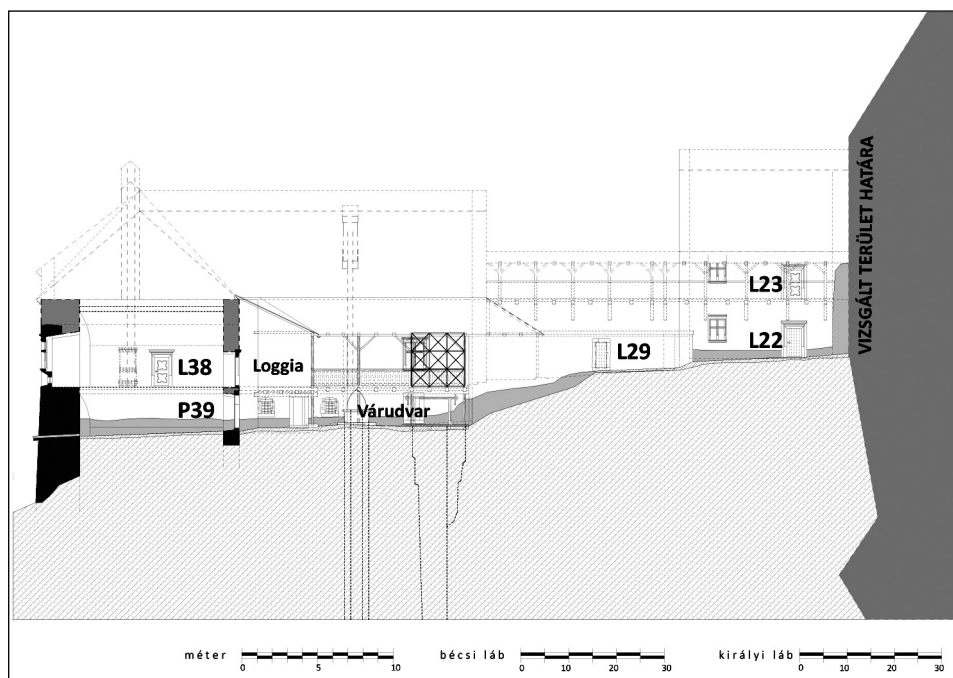 VIZSGÁLT TERÜLET HATÁRA
L23
L22
L29
L38
Loggia
P39
Várudvar
méter
0 5 10
bécsi láb
0 10 20 30
királyi láb
0 10 20 30